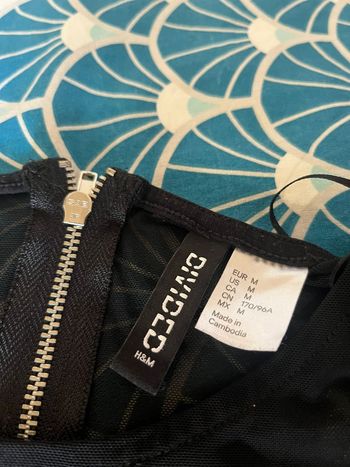 DIVIDED
H&M
EUR M
US M
CA M
CN 170/96A
MX M
Made in
Cambodia